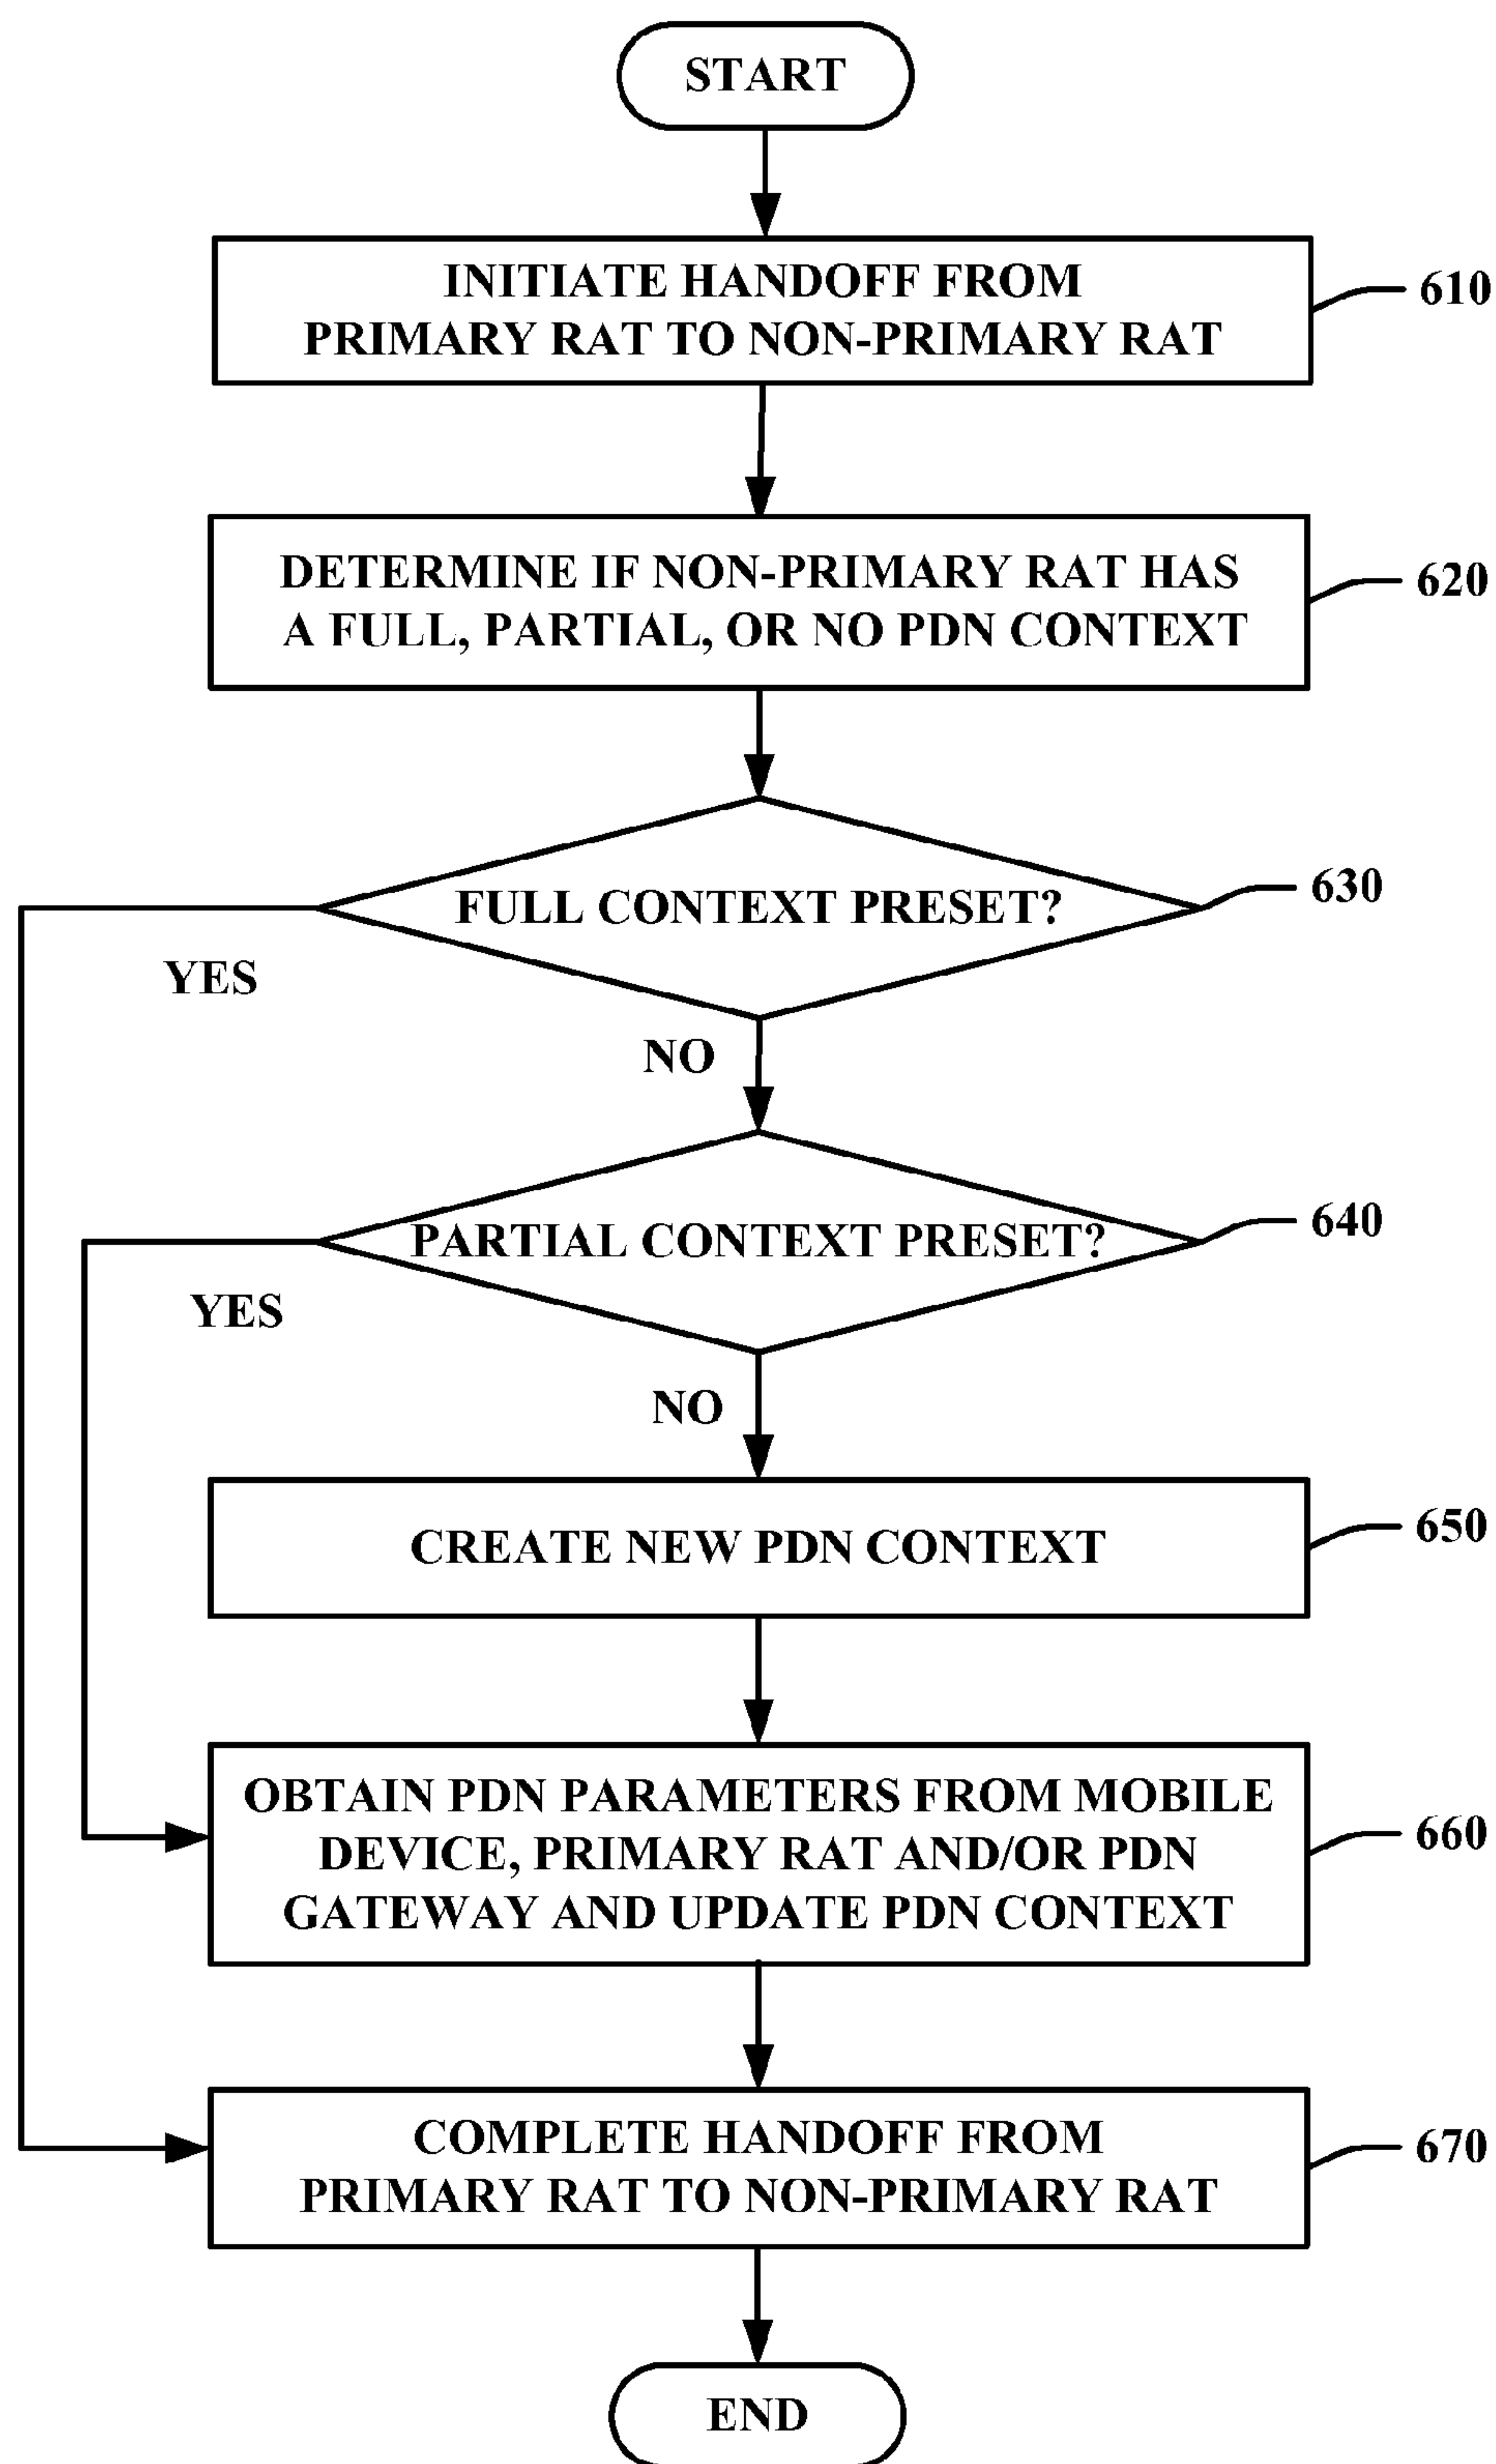 START
INITIATE HANDOFF FROM
PRIMARY RAT TO NON-PRIMARY RAT
610
DETERMINE IF NON-PRIMARY RAT HAS
A FULL, PARTIAL, OR NO PDN CONTEXT
620
FULL CONTEXT PRESET?
630
YES
NO
PARTIAL CONTEXT PRESET?
640
YES
NO
CREATE NEW PDN CONTEXT
650
OBTAIN PDN PARAMETERS FROM MOBILE
DEVICE, PRIMARY RAT AND/OR PDN
GATEWAY AND UPDATE PDN CONTEXT
660
COMPLETE HANDOFF FROM
PRIMARY RAT TO NON-PRIMARY RAT
670
END